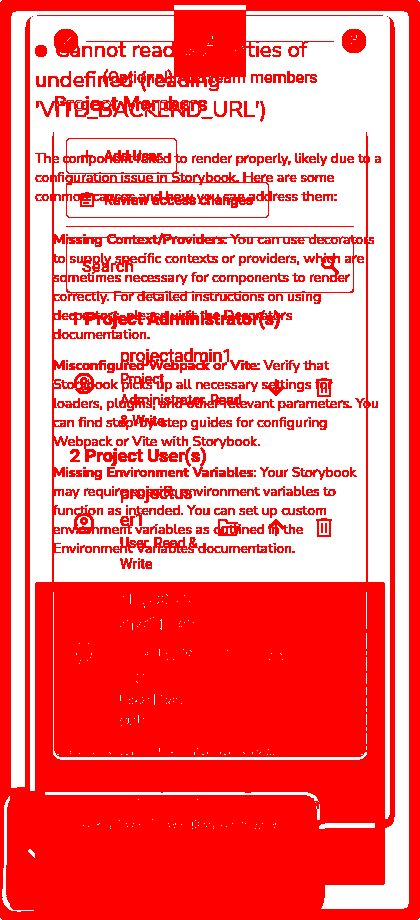 Cannot read properties of
(Optional) Add team members
undefined (reading
Project Members
'VITE_BACKEND_URL')
The component failed to render properly, likely due to a
Add User
configuration issue in Storybook. Here are some
common causes and how you can address them:
Review access changes
Missing Context/Providers: You can use decorators
to supply specific contexts or providers, which are
Search
sometimes necessary for components to render
correctly. For detailed instructions on using
decorators, please visit the Decorators
1 Project Administrator(s)
documentation.
projectadmin1
Misconfigured Webpack or Vite: Verify that
Project
Storybook picks up all necessary settings for
Administrator, Read
loaders, plugins, and other relevant parameters. You
& Write
can find step-by-step guides for configuring
Webpack or Vite with Storybook.
2 Project User(s)
Missing Environment Variables: Your Storybook
may require specific environment variables to
projectus
function as intended. You can set up custom
er1
environment variables as outlined in the
User, Read &
Environment Variables documentation.
Write